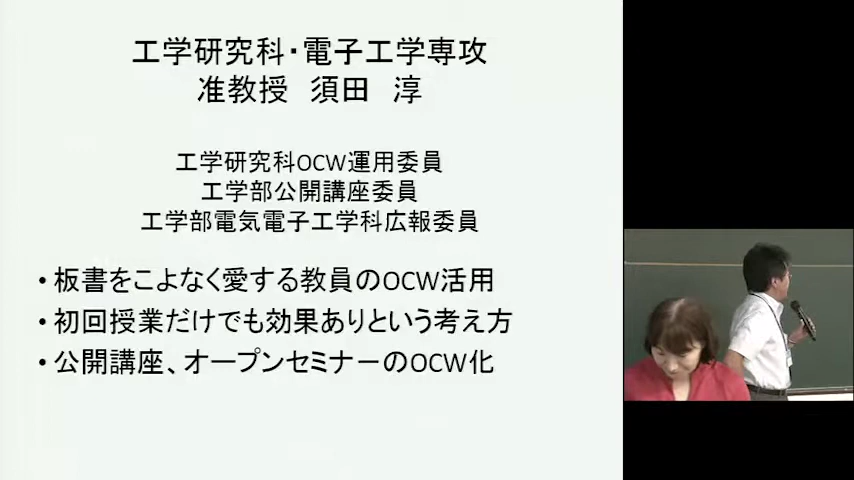 工学研究科・電子工学専攻
准教授 須田 淳
工学研究科OCW運用委員
工学部公開講座委員
工学部電気電子工学科広報委員
• 板書をこよなく愛する教員のOCW活用
• 初回授業だけでも効果ありという考え方
• 公開講座、オープンセミナーのOCW化